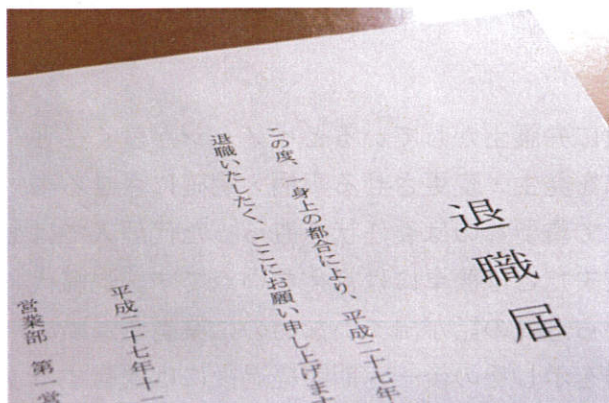 退職届
この度、一身上の都合により、平成二十七年
退職いたしたく、ここにお願い申し上げます
平成二十七年十一
営業部 第一営